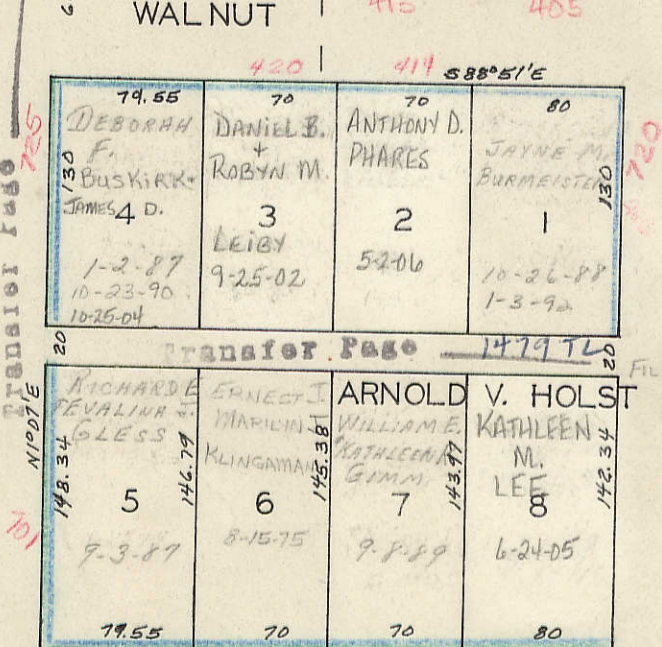 WALNUT
415
405
420
414
S88°51'E
79.55
70
70
80
725
130
DEBORAH
F.
BUSKIRK
JAMES D.
4
1-2-87
10-23-90
10-25-04
DANIEL B.
+
ROBYN M.
3
LEIBY
9-25-02
ANTHONY D.
PHARES
2
5-2-06
JAYNE M.
BURMEISTER
130
1
10-26-88
1-3-92
720
Transfer Page
20
Transfer Page 1479 TL
20
FIL
N1°07'E
701
148.34
RICHARD E
EVALINA J.
GLESS
146.79
5
9-3-87
79.55
ERNEST J.
MARILYN J
KLINGAMAN
145.38
6
8-15-75
70
ARNOLD V. HOLST
WILLIAM E.
KATHLEEN A
GIMM
143.97
7
9-8-89
70
KATHLEEN
M.
LEE
142.34
8
6-24-05
80